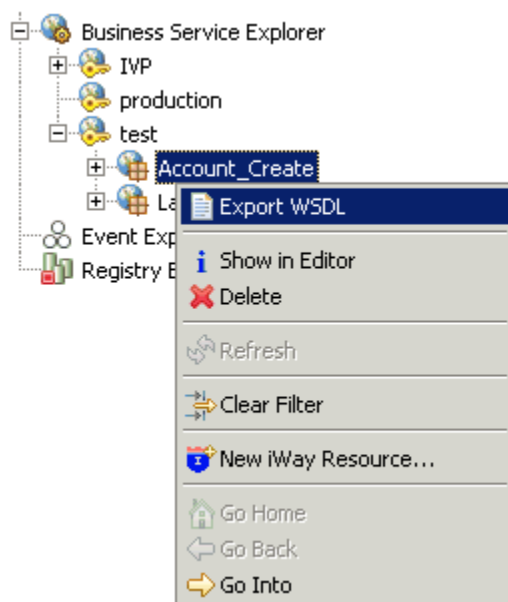 Business Service Explorer
IVP
production
test
Account_Create
La
Export WSDL
Event Exp
Show in Editor
Registry E
Delete
Refresh
Clear Filter
New iWay Resource...
Go Home
Go Back
Go Into